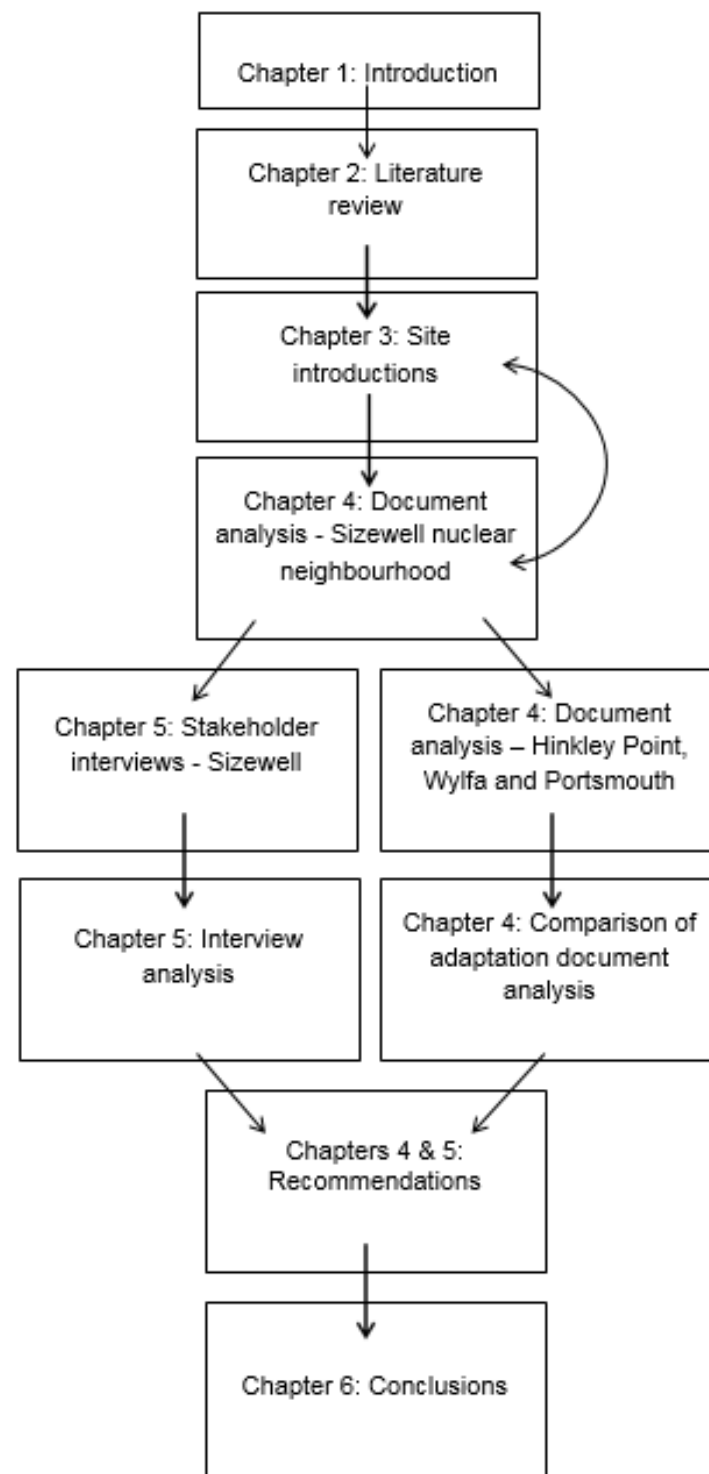 Chapter 1: Introduction
Chapter 2: Literature
review
Chapter 3: Site
introductions
Chapter 4: Document
analysis - Sizewell nuclear
neighbourhood
Chapter 5: Stakeholder
interviews - Sizewell
Chapter 4: Document
analysis – Hinkley Point,
Wylfa and Portsmouth
Chapter 5: Interview
analysis
Chapter 4: Comparison of
adaptation document
analysis
Chapters 4 & 5:
Recommendations
Chapter 6: Conclusions